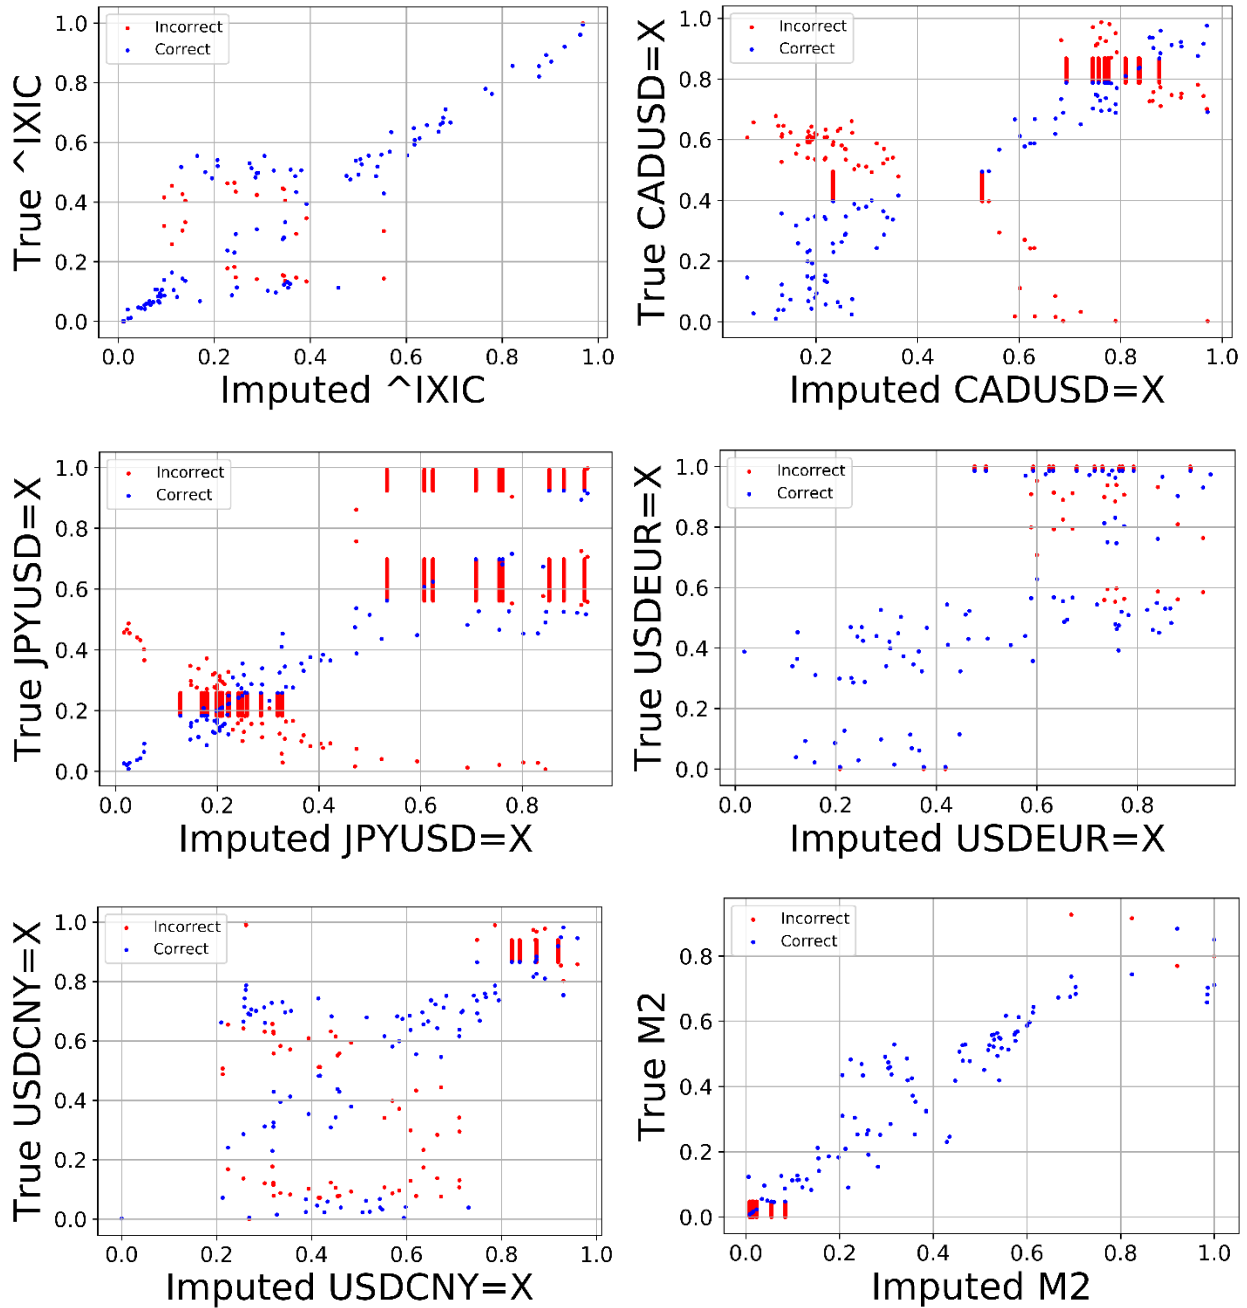 Incorrect
Correct
True ^IXIC
1.0
0.8
0.6
0.4
0.2
0.0
0.0 0.2 0.4 0.6 0.8 1.0
Imputed ^IXIC
Incorrect
Correct
True CADUSD=X
1.0
0.8
0.6
0.4
0.2
0.0
0.2 0.4 0.6 0.8 1.0
Imputed CADUSD=X
Incorrect
Correct
True JPYUSD=X
1.0
0.8
0.6
0.4
0.2
0.0
0.0 0.2 0.4 0.6 0.8
Imputed JPYUSD=X
Incorrect
Correct
True USDEUR=X
1.0
0.8
0.6
0.4
0.2
0.0
0.0 0.2 0.4 0.6 0.8
Imputed USDEUR=X
Incorrect
Correct
True USDCNY=X
1.0
0.8
0.6
0.4
0.2
0.0
0.0 0.2 0.4 0.6 0.8 1.0
Imputed USDCNY=X
Incorrect
Correct
True M2
0.8
0.6
0.4
0.2
0.0
0.0 0.2 0.4 0.6 0.8 1.0
Imputed M2